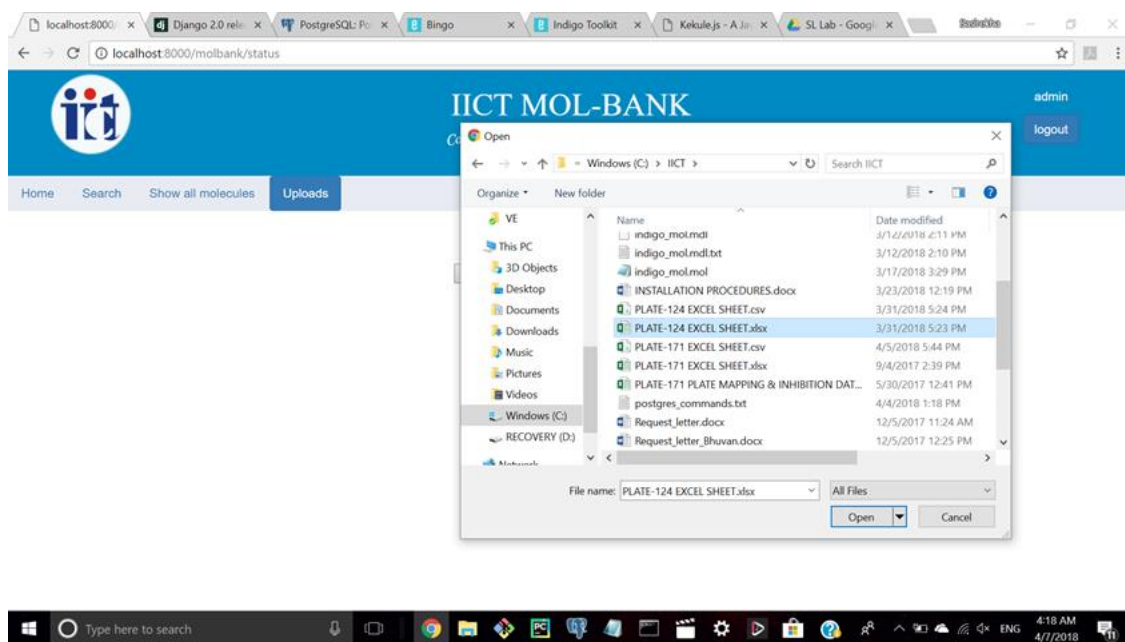 localhost:8000/
Django 2.0 rele
PostgreSQL: Po
Bingo
Indigo Toolkit
Kekule.js - A Ja
SL Lab - Googl
localhost:8000/molbank/status
iict
IICT MOL-BANK
admin
logout
Home Search Show all molecules Uploads
Open
Windows (C:) > IICT >
Search IICT
Organize New folder
VE
This PC
3D Objects
Desktop
Documents
Downloads
Music
Pictures
Videos
Windows (C:)
RECOVERY (D:)
Network
Name Date modified
indigo_mol.mdl 3/12/2018 2:11 PM
indigo_mol.mdl.txt 3/12/2018 2:10 PM
indigo_mol.mol 3/17/2018 3:29 PM
INSTALLATION PROCEDURES.docx 3/23/2018 12:19 PM
PLATE-124 EXCEL SHEET.csv 3/31/2018 5:24 PM
PLATE-124 EXCEL SHEET.xlsx 3/31/2018 5:23 PM
PLATE-171 EXCEL SHEET.csv 4/5/2018 5:44 PM
PLATE-171 EXCEL SHEET.xlsx 9/4/2017 2:39 PM
PLATE-171 PLATE MAPPING & INHIBITION DAT... 5/30/2017 12:41 PM
postgres_commands.txt 4/4/2018 1:18 PM
Request_letter.docx 12/5/2017 11:24 AM
Request_letter_Bhuvan.docx 12/5/2017 12:25 PM
File name: PLATE-124 EXCEL SHEET.xlsx All Files
Open Cancel
Type here to search
ENG
4:18 AM
4/7/2018